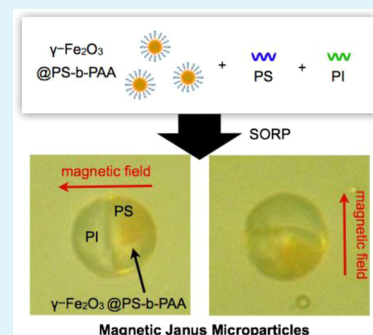 γ-Fe2O3
@PS-b-PAA
+
PS
+
PI
SORP
magnetic field
PS
PI
γ-Fe2O3 @PS-b-PAA
magnetic field
Magnetic Janus Microparticles